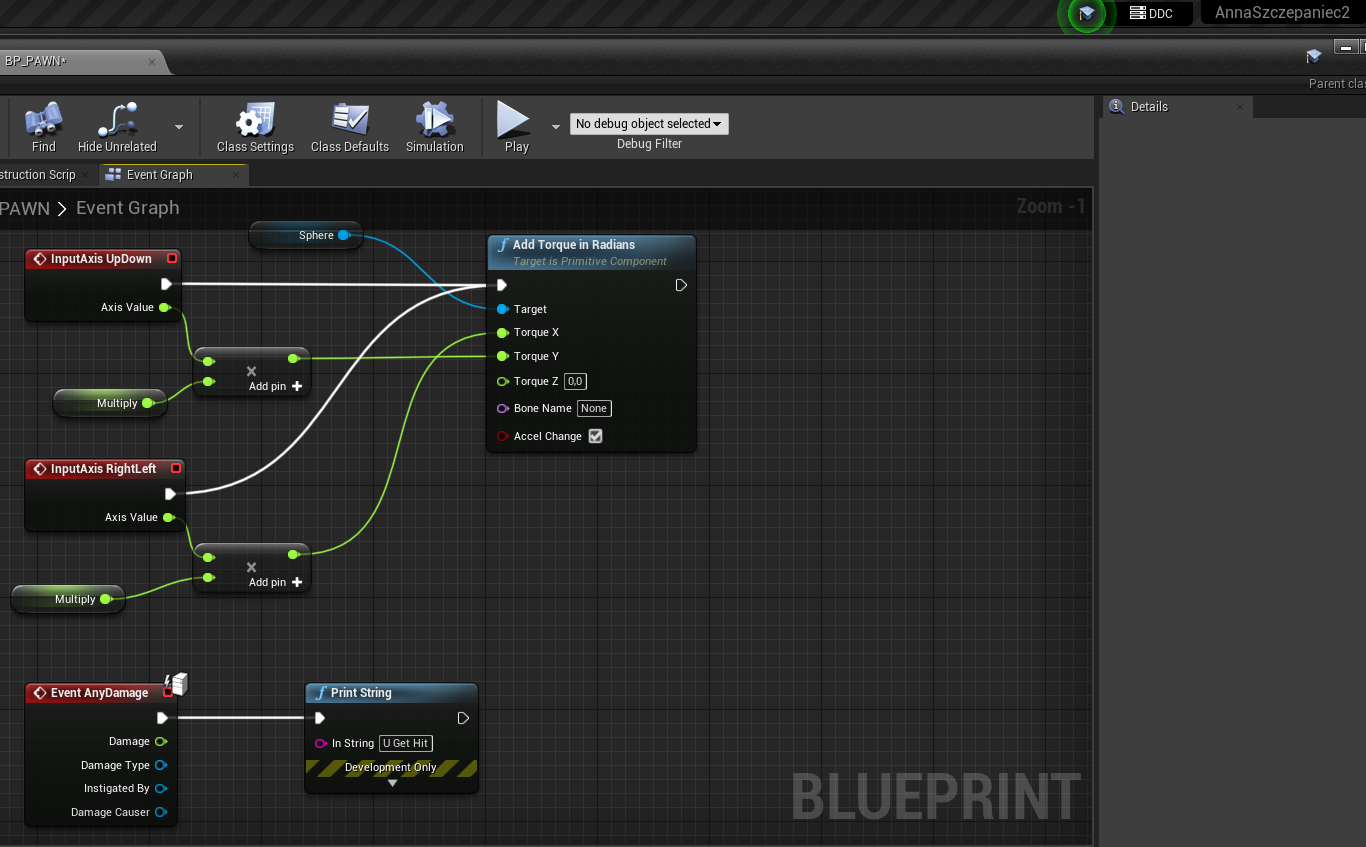 DDC
AnnaSzczepaniec2
BP_PAWN*
Parent clas
Find
Hide Unrelated
Class Settings
Class Defaults
Simulation
Play
No debug object selected
Debug Filter
Details
struction Scrip
Event Graph
PAWN > Event Graph
Zoom -1
Sphere
InputAxis UpDown
Axis Value
Add Torque in Radians
Target is Primitive Component
Target
Torque X
Torque Y
Torque Z 0,0
Bone Name None
Accel Change
Add pin
Multiply
InputAxis RightLeft
Axis Value
Add pin
Multiply
Event AnyDamage
Damage
Damage Type
Instigated By
Damage Causer
Print String
In String U Get Hit
Development Only
BLUEPRINT